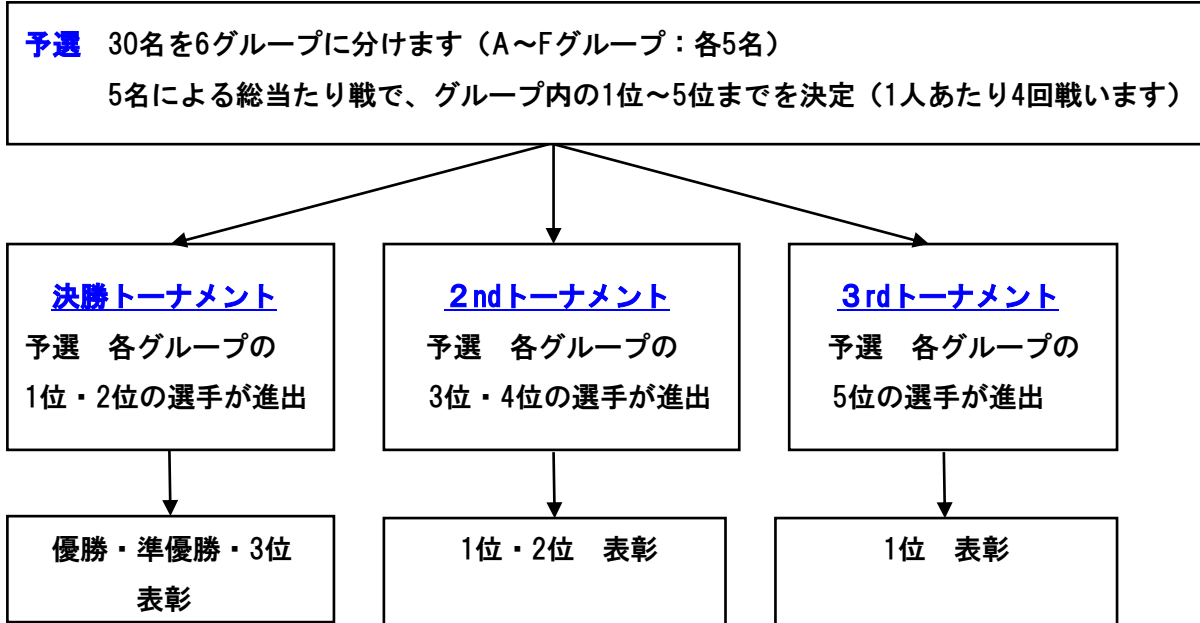 予選　30名を6グループに分けます（A～Fグループ：各5名）
5名による総当たり戦で、グループ内の1位～5位までを決定（1人あたり4回戦います）
決勝トーナメント
予選　各グループの
1位・2位の選手が進出
２ndトーナメント
予選　各グループの
3位・4位の選手が進出
３rdトーナメント
予選　各グループの
5位の選手が進出
優勝・準優勝・3位
表彰
1位・2位　表彰
1位　表彰